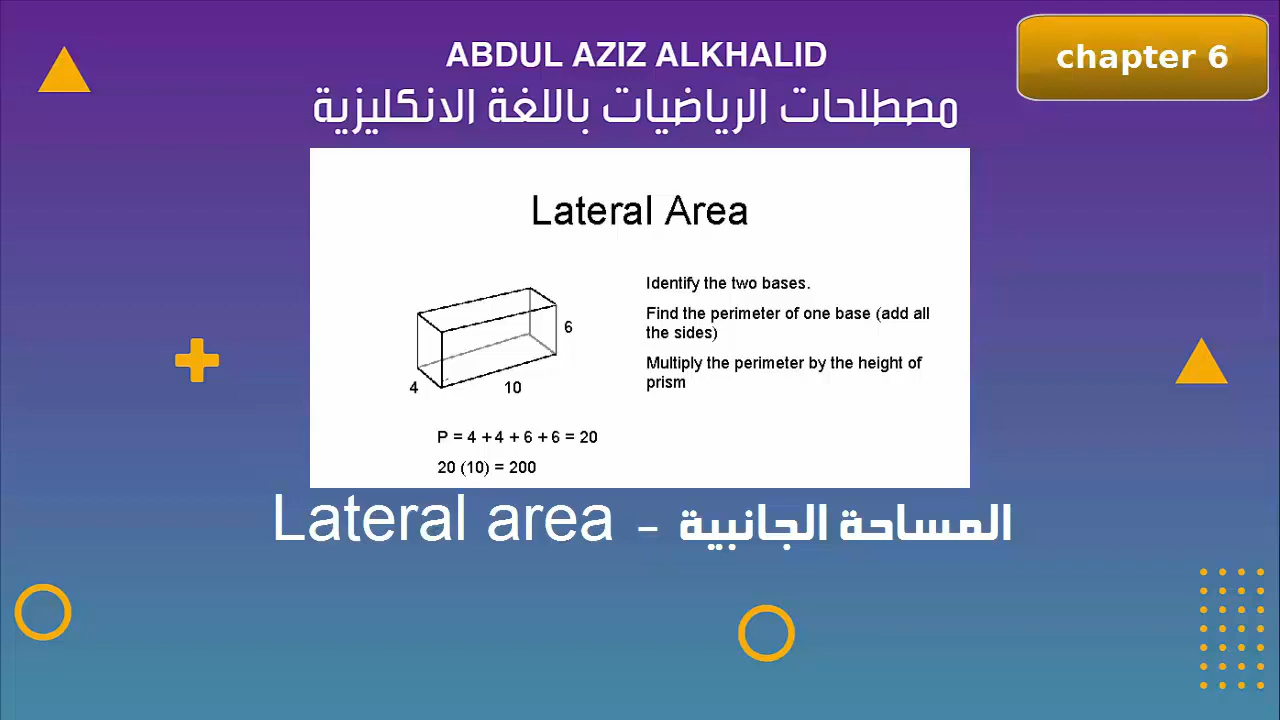 ABDUL AZIZ ALKHALID
chapter 6
مصطلحات الرياضيات باللغة الانكليزية
Lateral Area
Identify the two bases.
Find the perimeter of one base (add all
the sides)
Multiply the perimeter by the height of
prism
6
4
10
P = 4 +4 + 6 + 6 = 20
20 (10) = 200
Lateral area - المساحة الجانبية